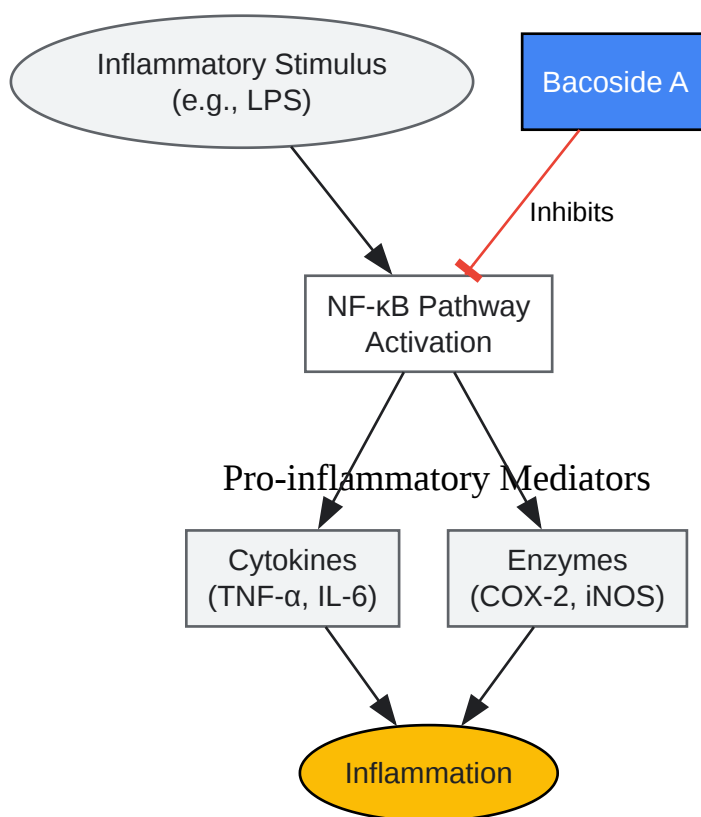 Inflammatory Stimulus
(e.g., LPS)
Bacoside A
Inhibits
NF-κB Pathway
Activation
Pro-inflammatory Mediators
Cytokines
(TNF-α, IL-6)
Enzymes
(COX-2, iNOS)
Inflammation